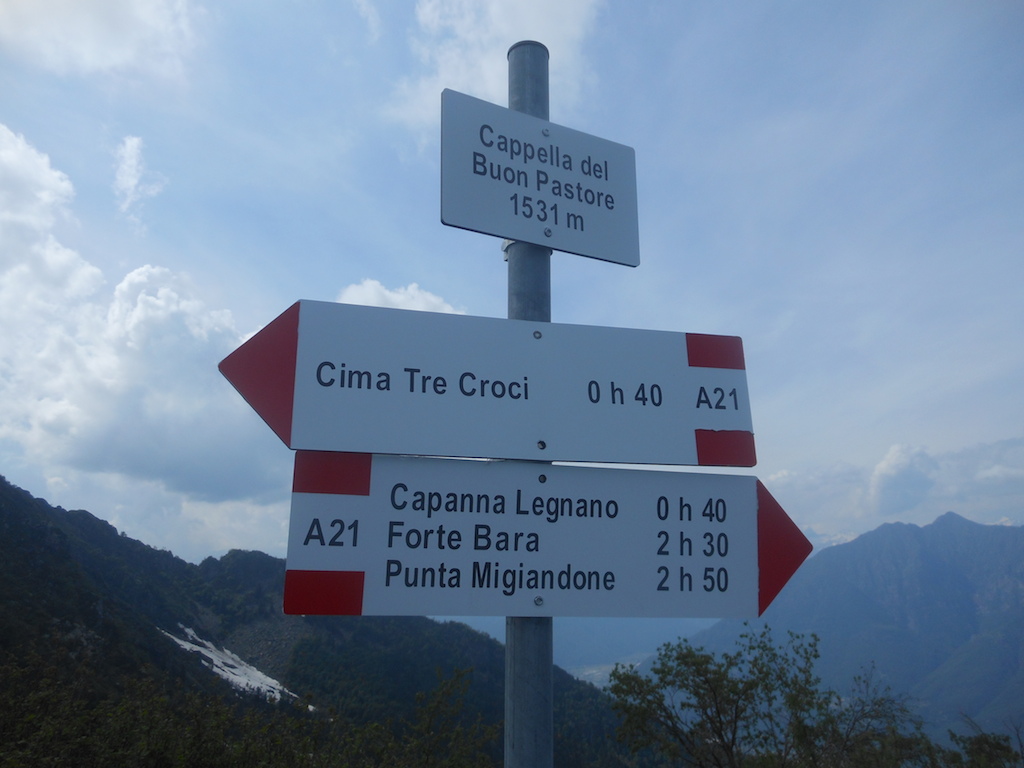 Cappella del
Buon Pastore
1531 m
Cima Tre Croci 0 h 40 A21
Capanna Legnano 0 h 40
A21 Forte Bara 2 h 30
Punta Migiandone 2 h 50